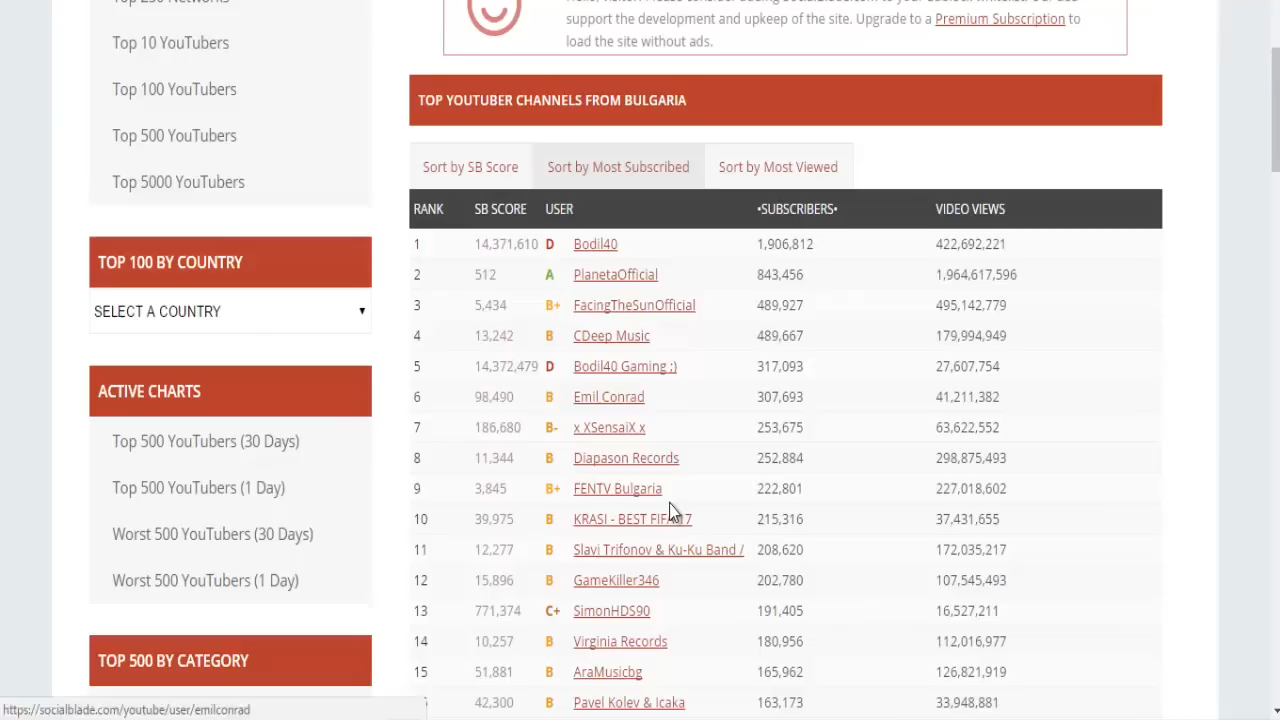 Top 10 YouTubers
Top 100 YouTubers
Top 500 YouTubers
Top 5000 YouTubers
TOP 100 BY COUNTRY
SELECT A COUNTRY
ACTIVE CHARTS
Top 500 YouTubers (30 Days)
Top 500 YouTubers (1 Day)
Worst 500 YouTubers (30 Days)
Worst 500 YouTubers (1 Day)
TOP 500 BY CATEGORY
support the development and upkeep of the site. Upgrade to a Premium Subscription to
load the site without ads.
TOP YOUTUBER CHANNELS FROM BULGARIA
Sort by SB Score Sort by Most Subscribed Sort by Most Viewed
RANK SB SCORE USER •SUBSCRIBERS• VIDEO VIEWS
1 14,371,610 D Bodil40 1,906,812 422,692,221
2 512 A PlanetaOfficial 843,456 1,964,617,596
3 5,434 B+ FacingTheSunOfficial 489,927 495,142,779
4 13,242 B CDeep Music 489,667 179,994,949
5 14,372,479 D Bodil40 Gaming ;) 317,093 27,607,754
6 98,490 B Emil Conrad 307,693 41,211,382
7 186,680 B- x XSensaiX x 253,675 63,622,552
8 11,344 B Diapason Records 252,884 298,875,493
9 3,845 B+ FENTV Bulgaria 222,801 227,018,602
10 39,975 B KRASI - BEST 215,316 37,431,655
11 12,277 B Slavi Trifonov & Ku-Ku Band / 208,620 172,035,217
12 15,896 B GameKiller346 202,780 107,545,493
13 771,374 C+ SimonHDS90 191,405 16,527,211
14 10,257 B Virginia Records 180,956 112,016,977
15 51,881 B AraMusicbg 165,962 126,821,919
42,300 B Pavel Kolev & Icaka 163,173 33,948,881
https://socialblade.com/youtube/user/emilconrad